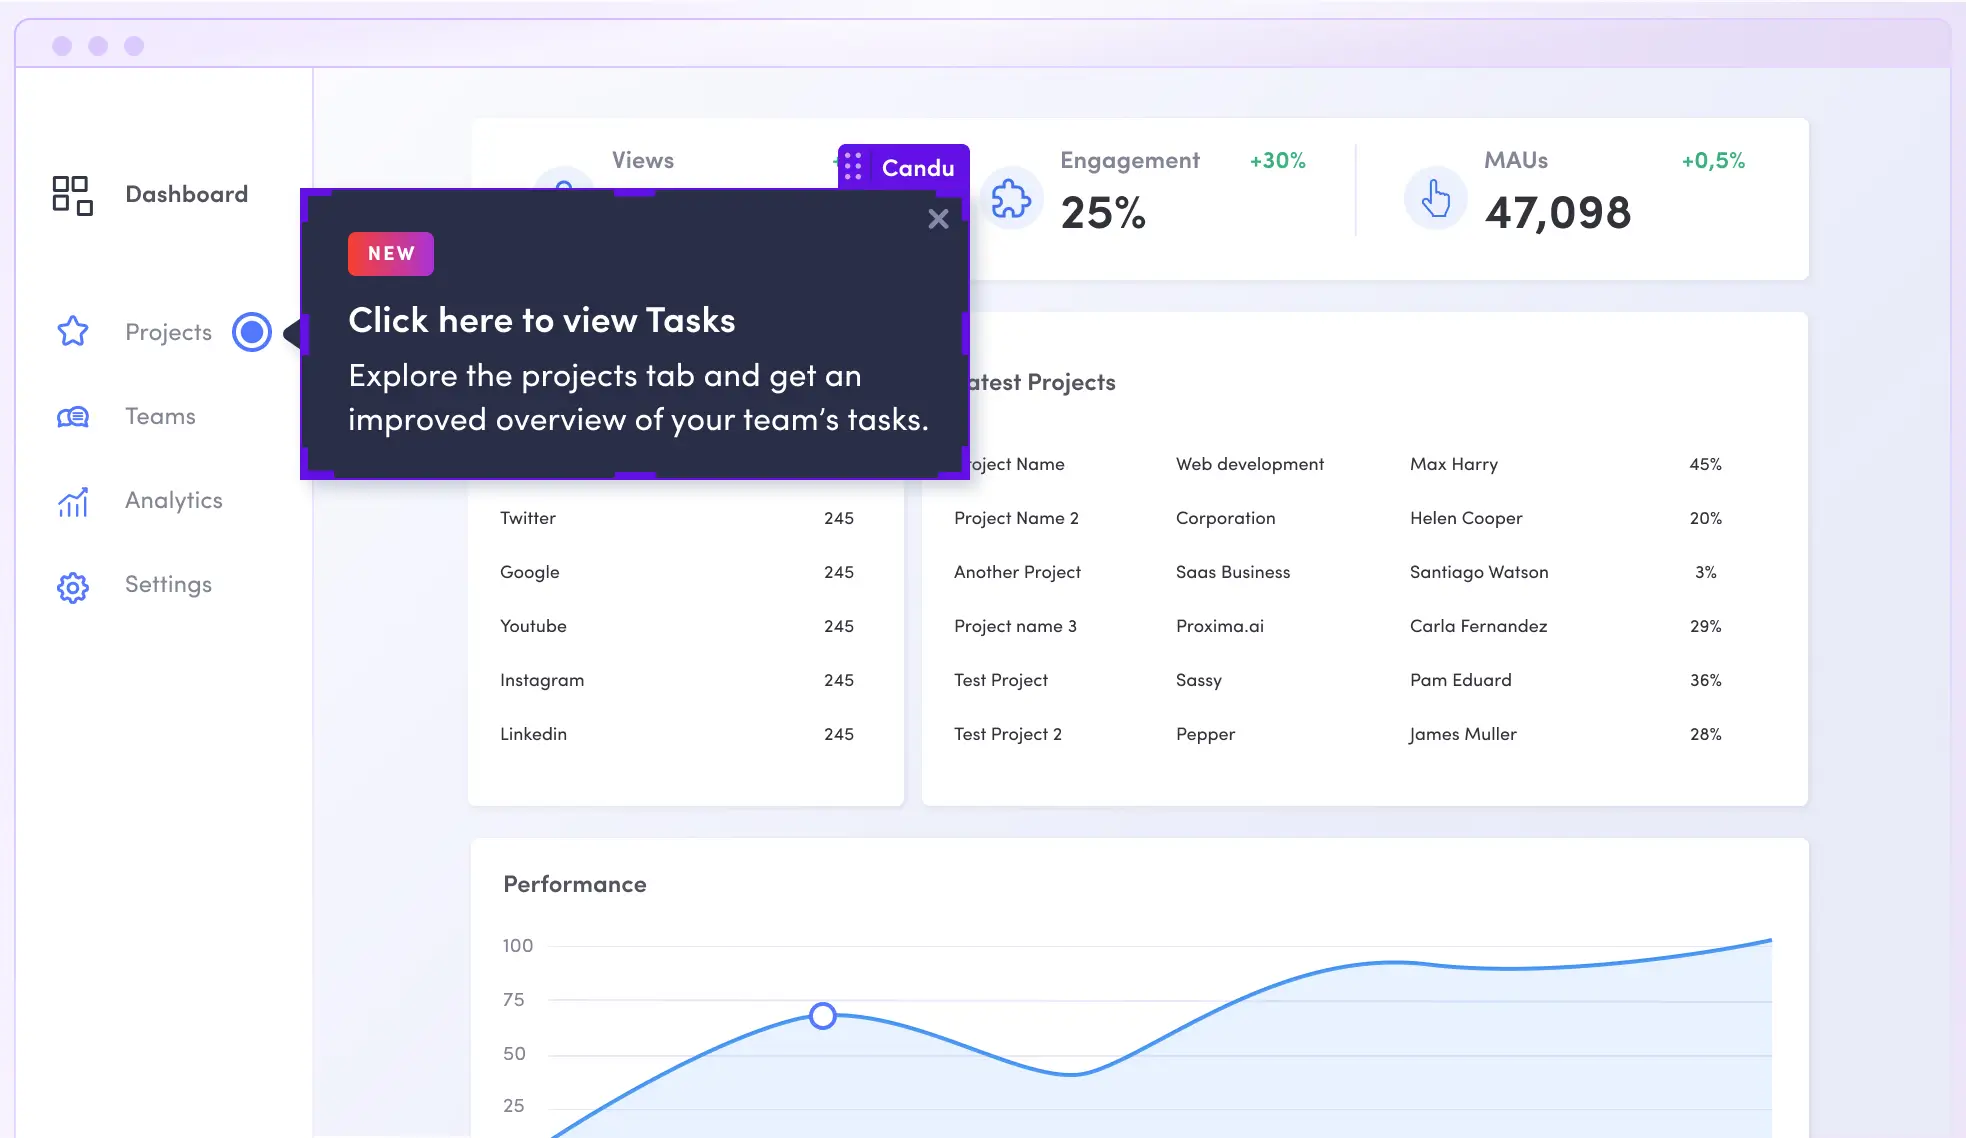 Dashboard
Projects
Teams
Analytics
Settings
Views
Candu
Engagement +30%
25%
MAUs +0,5%
47,098
NEW
Click here to view Tasks
Explore the projects tab and get an
improved overview of your team’s tasks.
Projects
Name Web development Max Harry 45%
Twitter 245
Google 245
Youtube 245
Instagram 245
Linkedin 245
Project Name 2 Corporation Helen Cooper 20%
Another Project Saas Business Santiago Watson 3%
Project name 3 Proxima.ai Carla Fernandez 29%
Test Project Sassy Pam Eduard 36%
Test Project 2 Pepper James Muller 28%
Performance
100
75
50
25